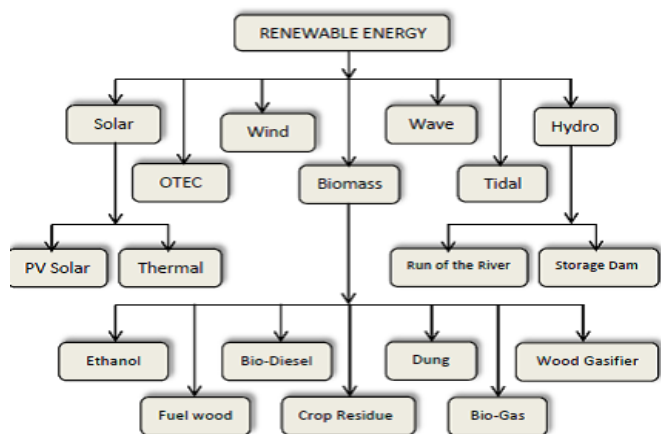 RENEWABLE ENERGY
Solar
Wind
Wave
Hydro
OTEC
Biomass
Tidal
PV Solar
Thermal
Run of the River
Storage Dam
Ethanol
Bio-Diesel
Dung
Wood Gasifier
Fuel wood
Crop Residue
Bio-Gas